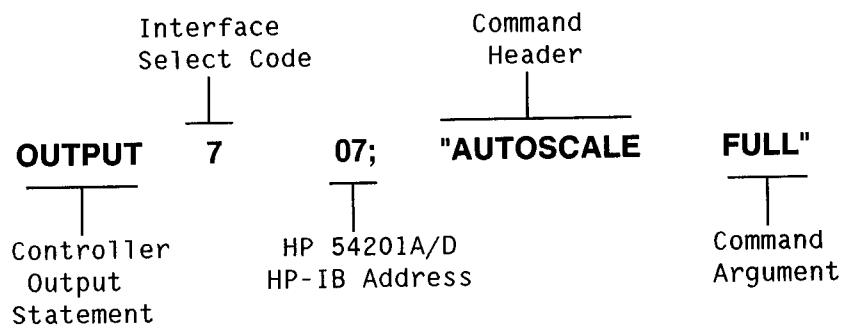 Interface
Select Code
Command
Header
OUTPUT 7 07; "AUTOSCALE FULL"
Controller
Output
Statement
HP 54201A/D
HP-IB Address
Command
Argument